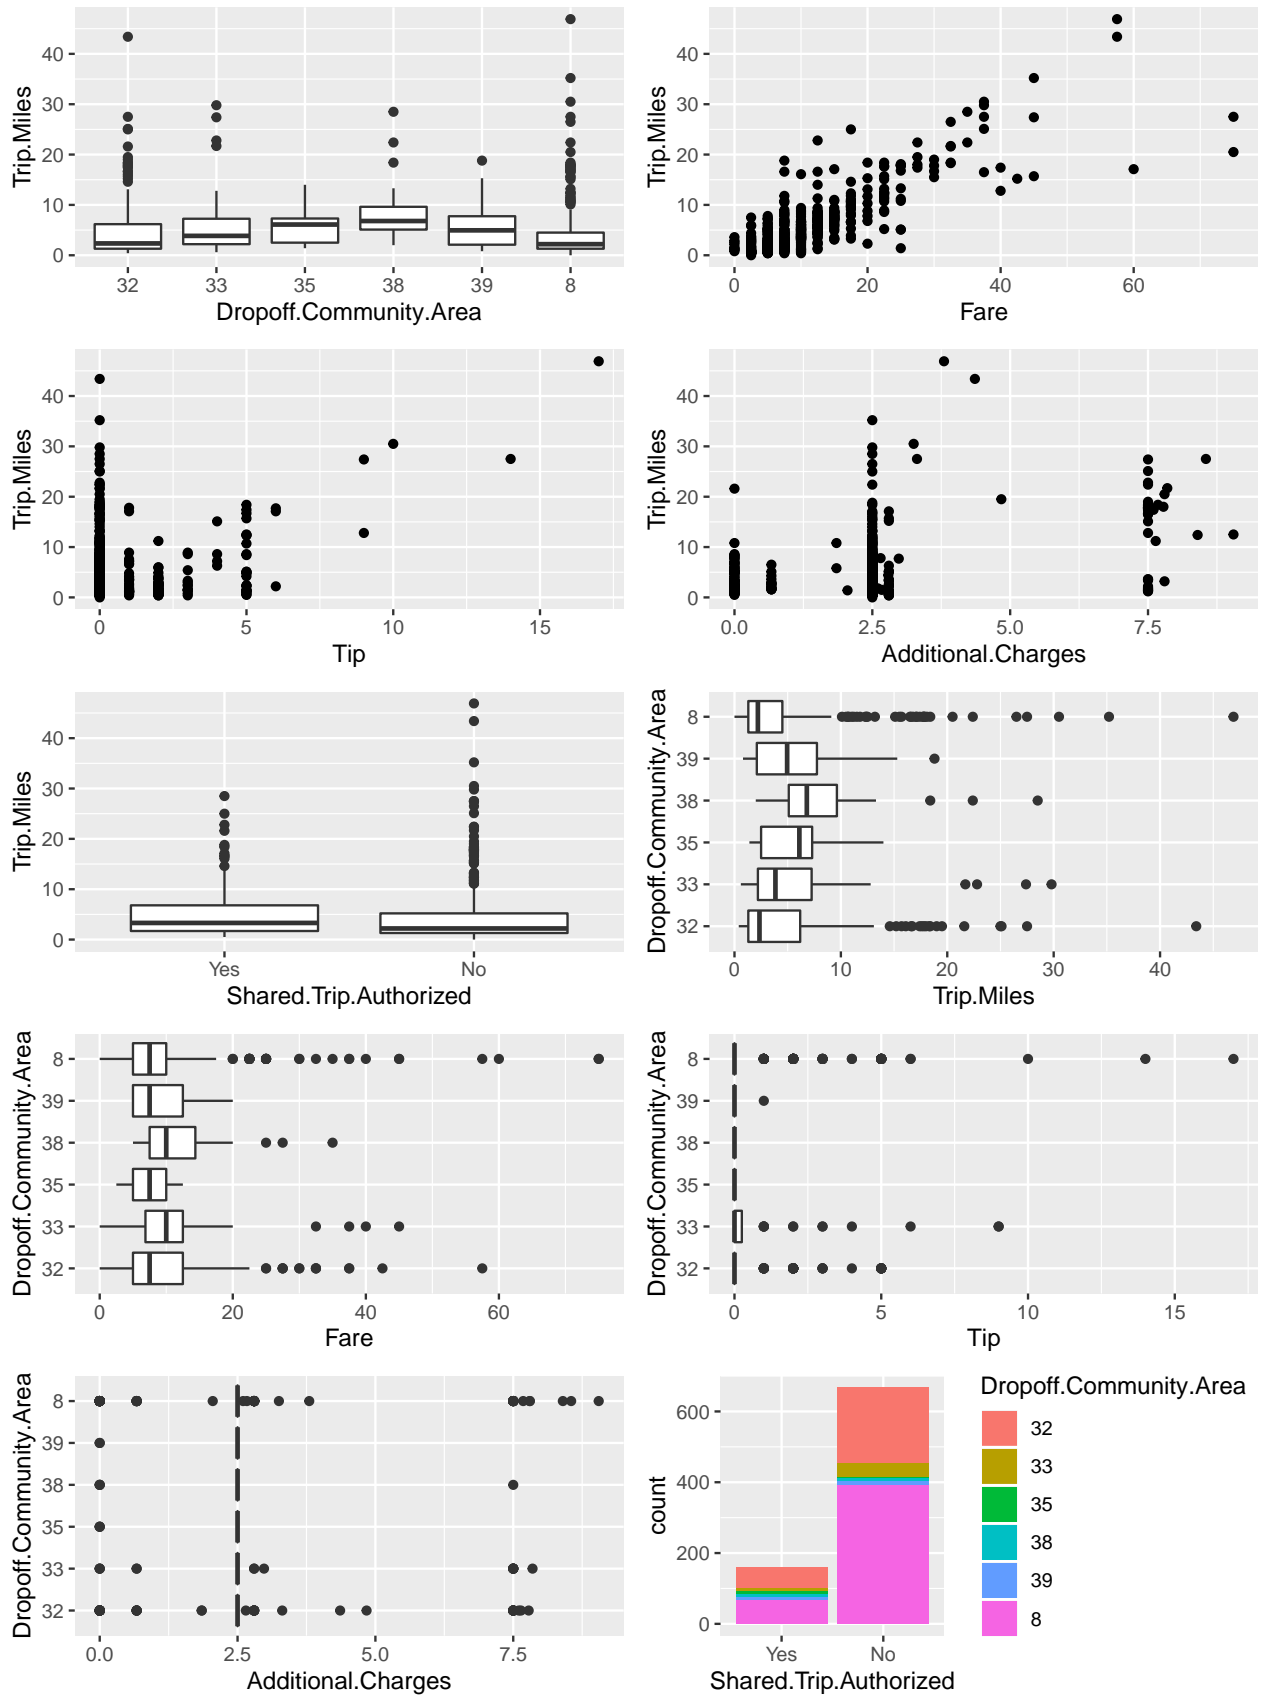 Trip.Miles
40
30
20
10
0
32 33 35 38 39 8
Dropoff.Community.Area
Trip.Miles
40
30
20
10
0
0 20 40 60
Fare
Trip.Miles
40
30
20
10
0
0 5 10 15
Tip
Trip.Miles
40
30
20
10
0
0.0 2.5 5.0 7.5
Additional.Charges
Trip.Miles
40
30
20
10
0
Yes No
Shared.Trip.Authorized
Dropoff.Community.Area
8
39
38
35
33
32
0 10 20 30 40
Trip.Miles
Dropoff.Community.Area
8
39
38
35
33
32
0 20 40 60
Fare
Dropoff.Community.Area
8
39
38
35
33
32
0 5 10 15
Tip
Dropoff.Community.Area
8
39
38
35
33
32
0.0 2.5 5.0 7.5
Additional.Charges
count
600
400
200
0
Yes No
Shared.Trip.Authorized
Dropoff.Community.Area
32
33
35
38
39
8